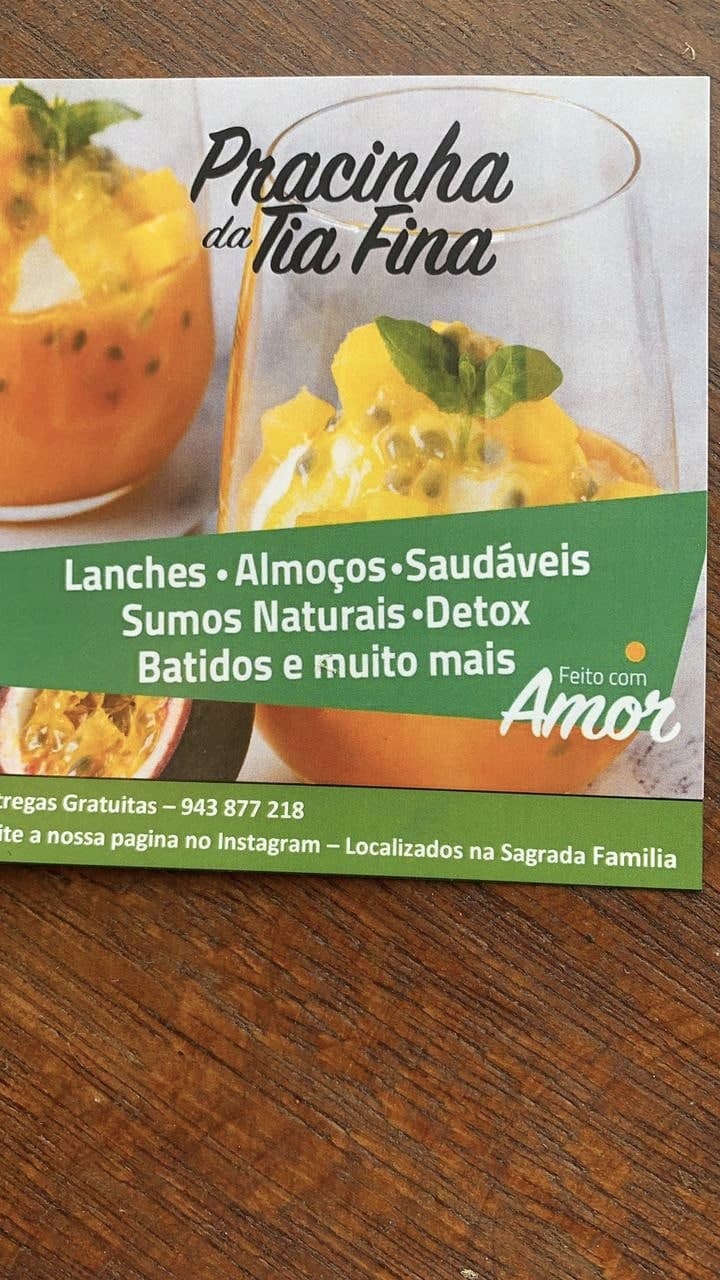 Pracinha
da Tia Fina
Lanches • Almoços • Saudáveis
Sumos Naturais • Detox
Batidos e muito mais
Feito com
Amor
tregas Gratuitas – 943 877 218
ite a nossa pagina no Instagram – Localizados na Sagrada Familia